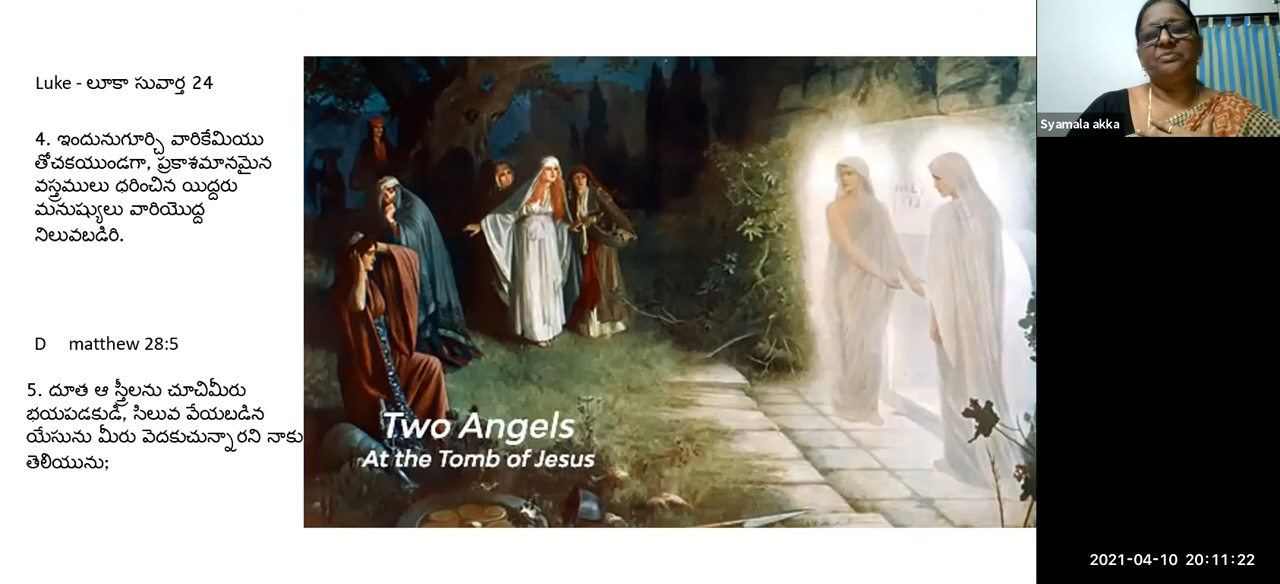 Luke - లూకా సువార్త 24
4. ఇందునుగూర్చి వారికేమియు
తోచకయుండగా, ప్రకాశమానమైన
వస్త్రములు ధరించిన యిద్దరు
మనుష్యులు వారియొద్ద
నిలువబడిరి.
D matthew 28:5
5. దూత ఆ స్త్రీలను చూచిమీరు
భయపడకుడి, సిలువ వేయబడిన
యేసును మీరు వెదకుచున్నారని నాకు
తెలియును;
Two Angels
At the Tomb of Jesus
Syamala akka
2021-04-10 20:11:22